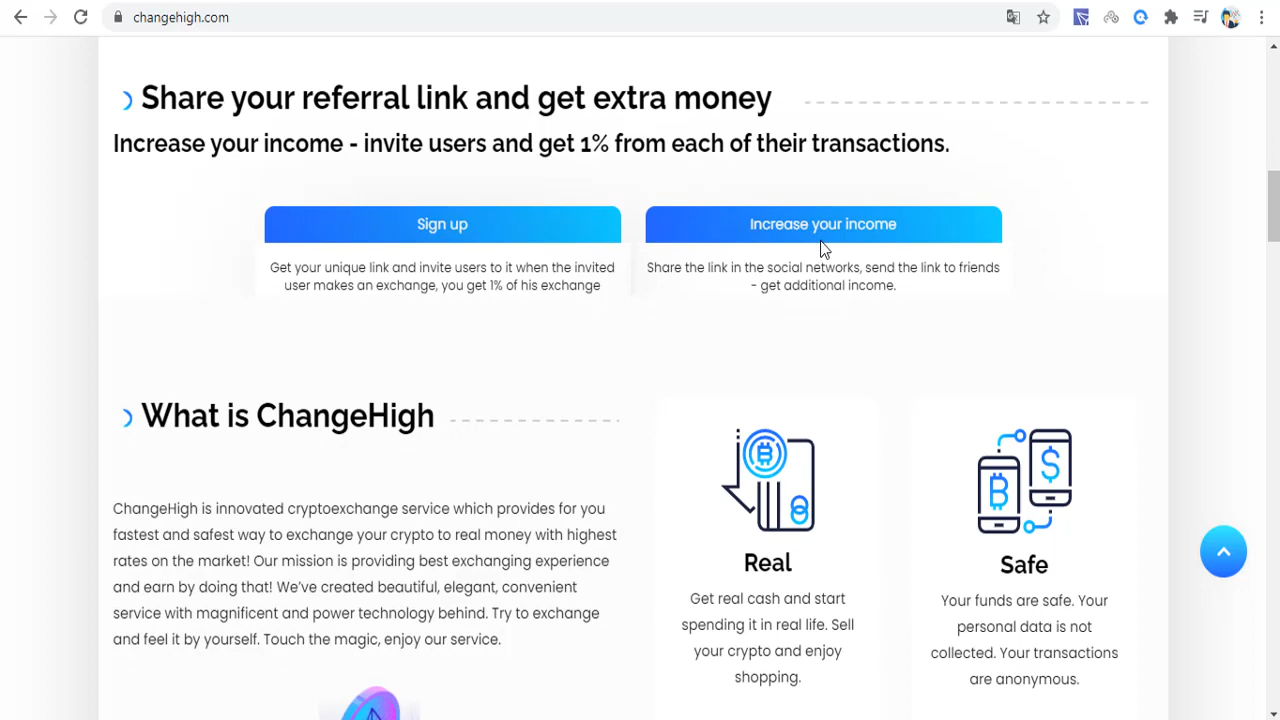 changehigh.com
Share your referral link and get extra money
Increase your income - invite users and get 1% from each of their transactions.
Sign up
Get your unique link and invite users to it when the invited
user makes an exchange, you get 1% of his exchange
Increase your income
Share the link in the social networks, send the link to friends
- get additional income.
What is ChangeHigh
ChangeHigh is innovated cryptoexchange service which provides for you
fastest and safest way to exchange your crypto to real money with highest
rates on the market! Our mission is providing best exchanging experience
and earn by doing that! We've created beautiful, elegant, convenient
service with magnificent and power technology behind. Try to exchange
and feel it by yourself. Touch the magic, enjoy our service.
Real
Get real cash and start
spending it in real life. Sell
your crypto and enjoy
shopping.
Safe
Your funds are safe. Your
personal data is not
collected. Your transactions
are anonymous.